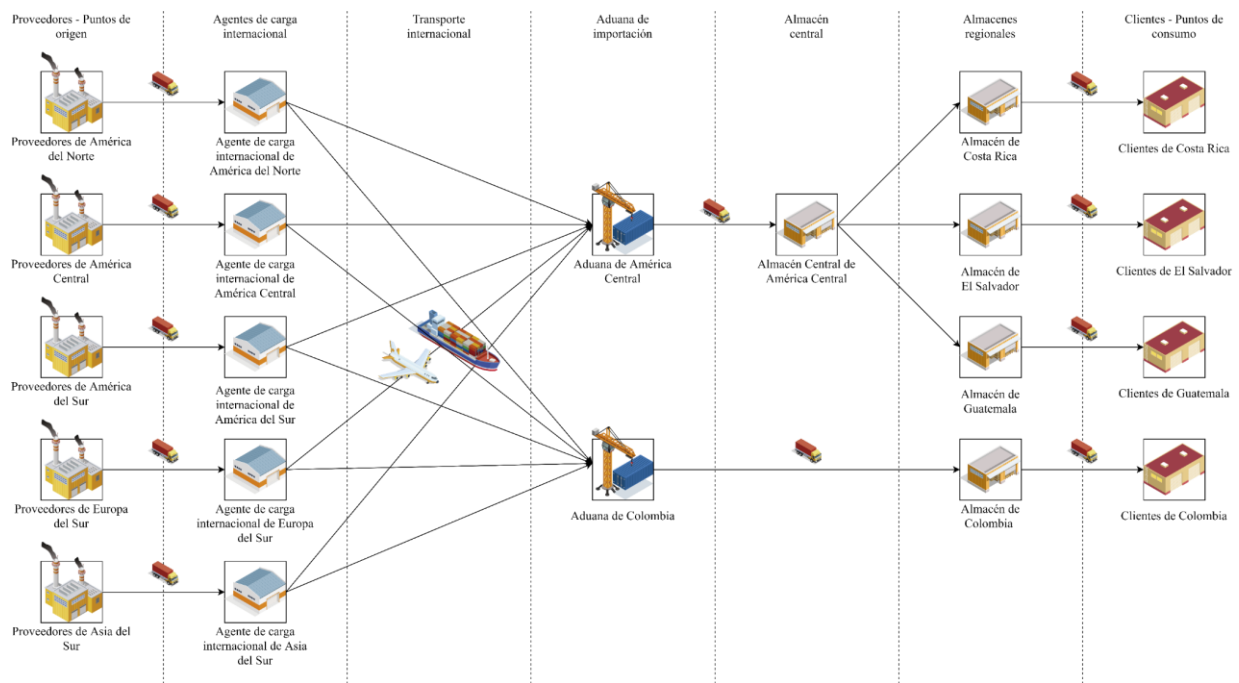 Proveedores - Puntos de
origen
Agentes de carga
internacional
Transporte
internacional
Aduana de
importación
Almacén
central
Almacenes
regionales
Clientes - Puntos de
consumo
Proveedores de América
del Norte
Agente de carga
internacional de
América del Norte
Almacén de
Costa Rica
Clientes de Costa Rica
Proveedores de América
Central
Agente de carga
internacional de
América Central
Aduana de América
Central
Almacén Central de
América Central
Almacén de
El Salvador
Clientes de El Salvador
Proveedores de América
del Sur
Agente de carga
internacional de
América del Sur
Almacén de
Guatemala
Clientes de Guatemala
Proveedores de Europa
del Sur
Agente de carga
internacional de Europa
del Sur
Aduana de Colombia
Almacén de
Colombia
Clientes de Colombia
Proveedores de Asia del
Sur
Agente de carga
internacional de Asia
del Sur